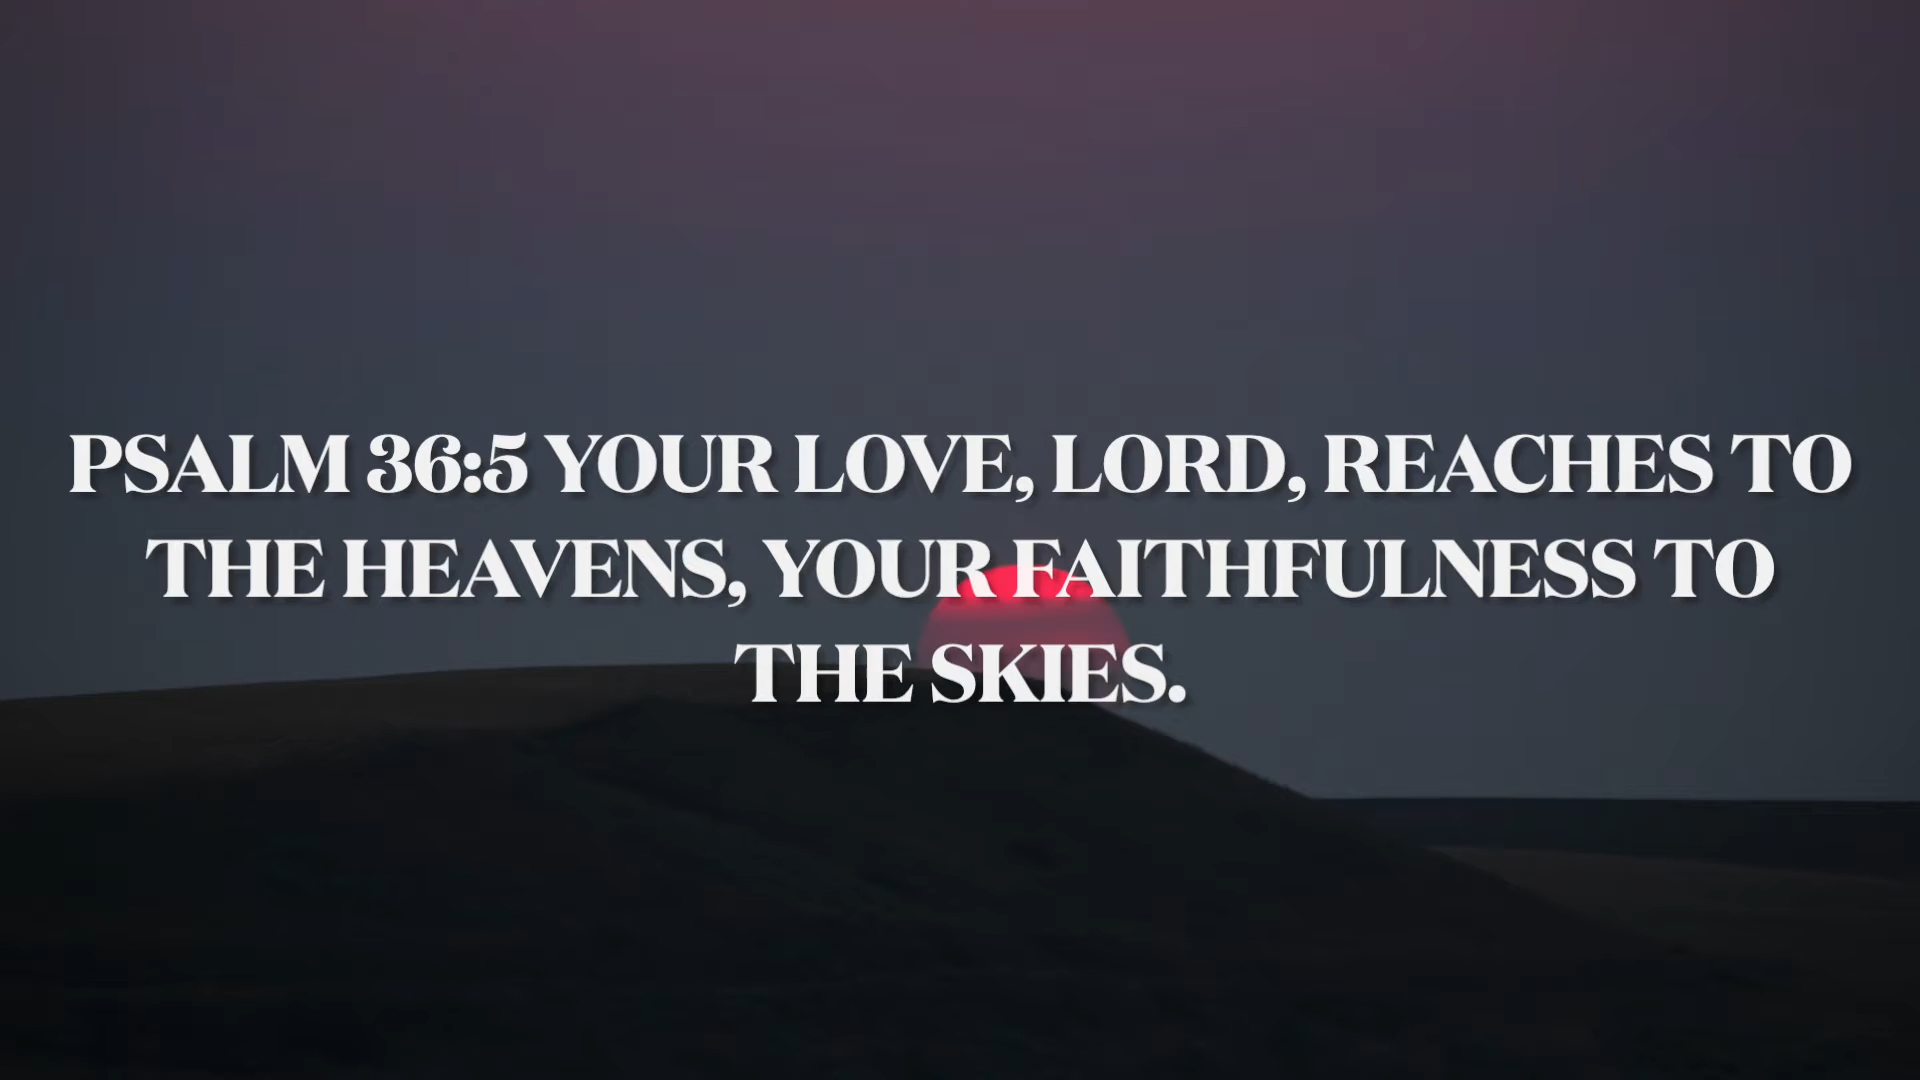 PSALM 36:5 YOUR LOVE, LORD, REACHES TO
THE HEAVENS, YOUR FAITHFULNESS TO
THE SKIES.